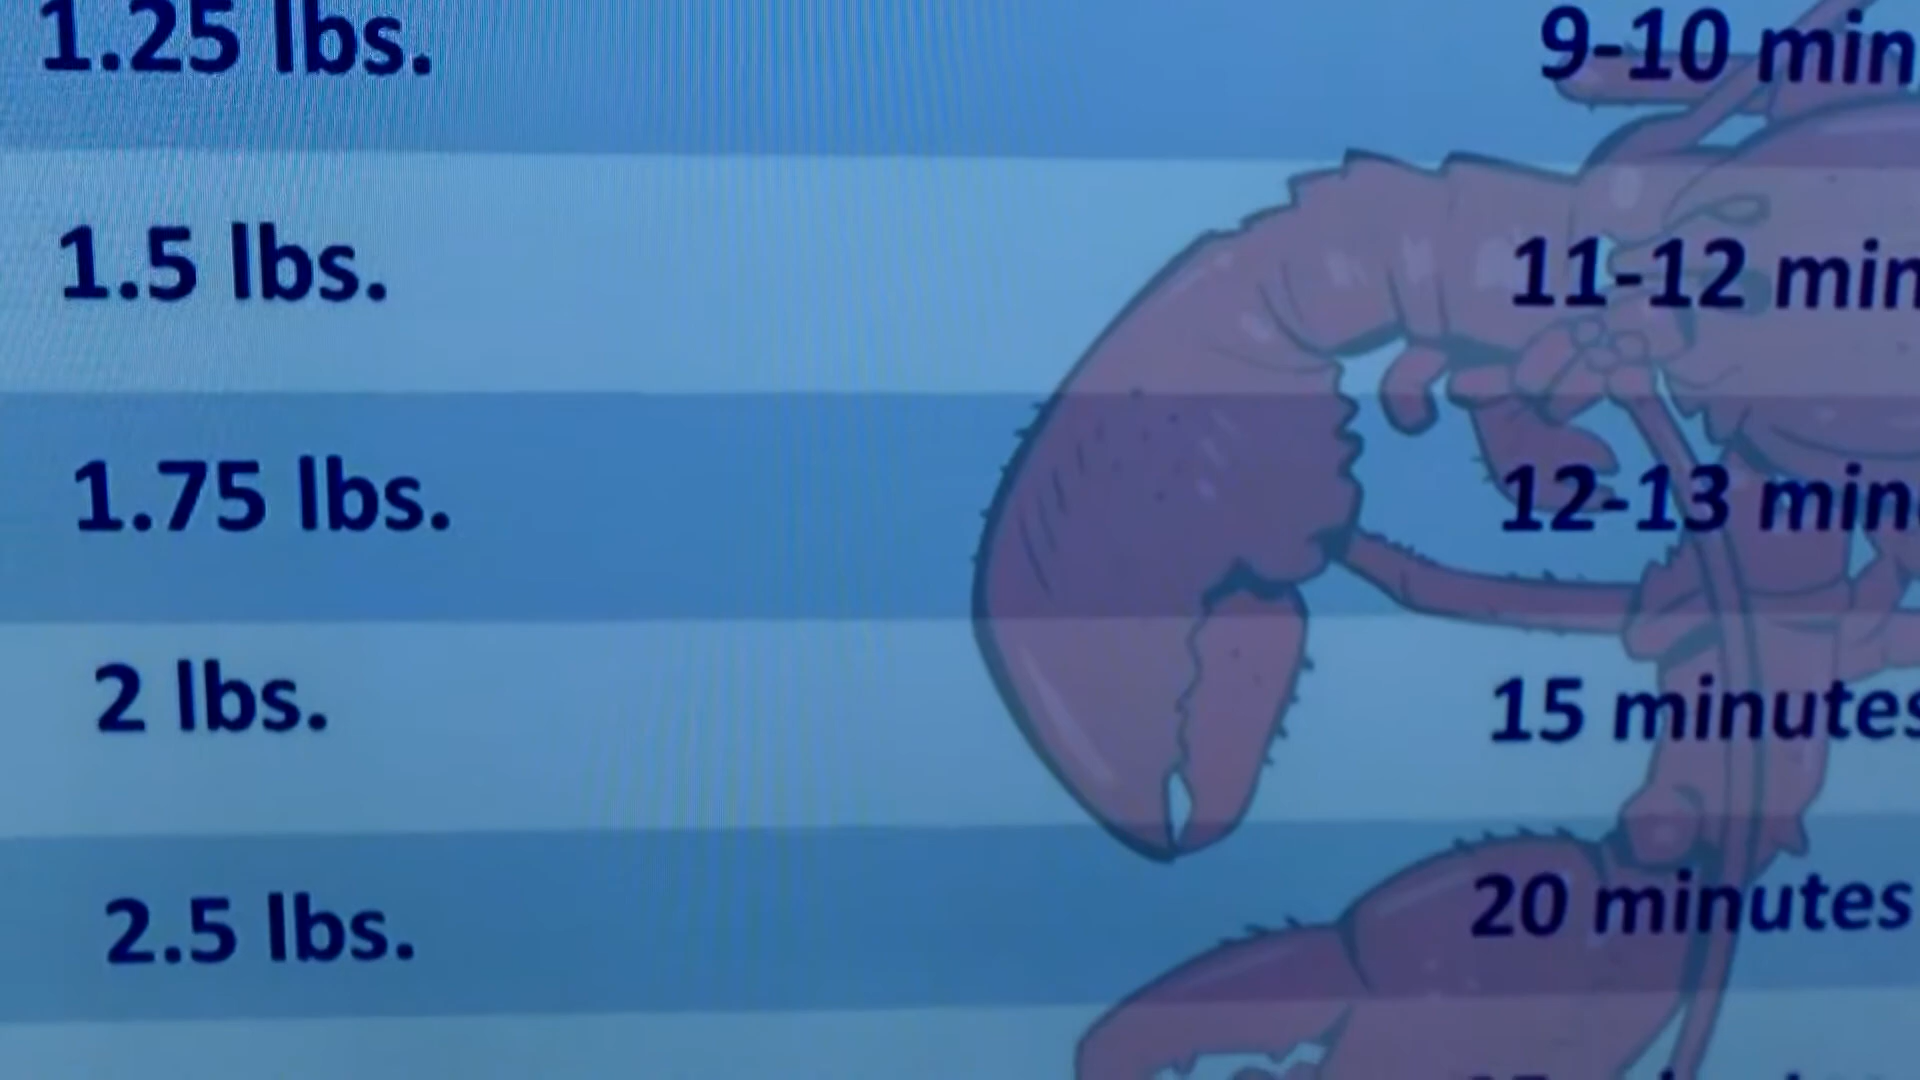 1.25 lbs. 9-10 min
1.5 lbs. 11-12 min
1.75 lbs. 12-13 min
2 lbs. 15 minutes
2.5 lbs. 20 minutes